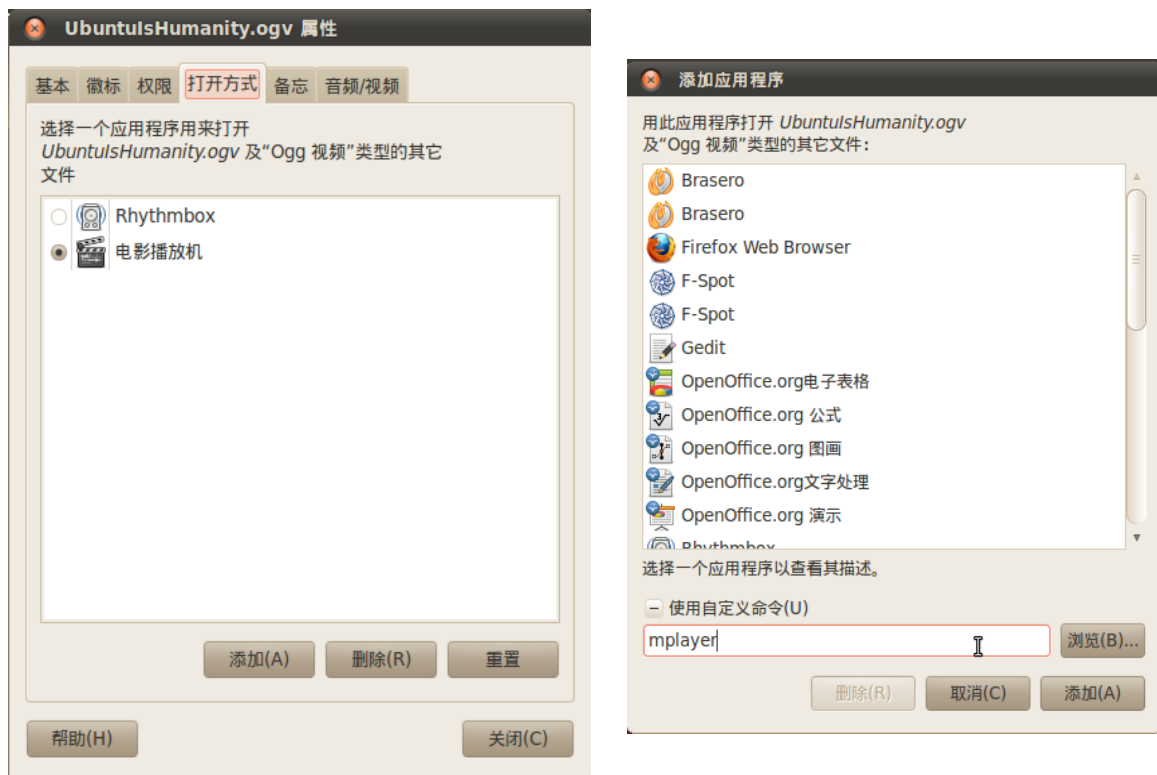 UbuntuIsHumanity.ogv 属性
基本 徽标 权限 打开方式 备忘 音频/视频
选择一个应用程序用来打开
UbuntuIsHumanity.ogv 及“Ogg 视频”类型的其它
文件
Rhythmbox
电影播放机
添加(A) 删除(R) 重置
帮助(H) 关闭(C)
添加应用程序
用此应用程序打开 UbuntuIsHumanity.ogv
及“Ogg 视频”类型的其它文件:
Brasero
Brasero
Firefox Web Browser
F-Spot
F-Spot
Gedit
OpenOffice.org电子表格
OpenOffice.org 公式
OpenOffice.org 图画
OpenOffice.org文字处理
OpenOffice.org 演示
Rhythmbox
选择一个应用程序以查看其描述。
使用自定义命令(U)
mplayer 浏览(B)...
删除(R) 取消(C) 添加(A)